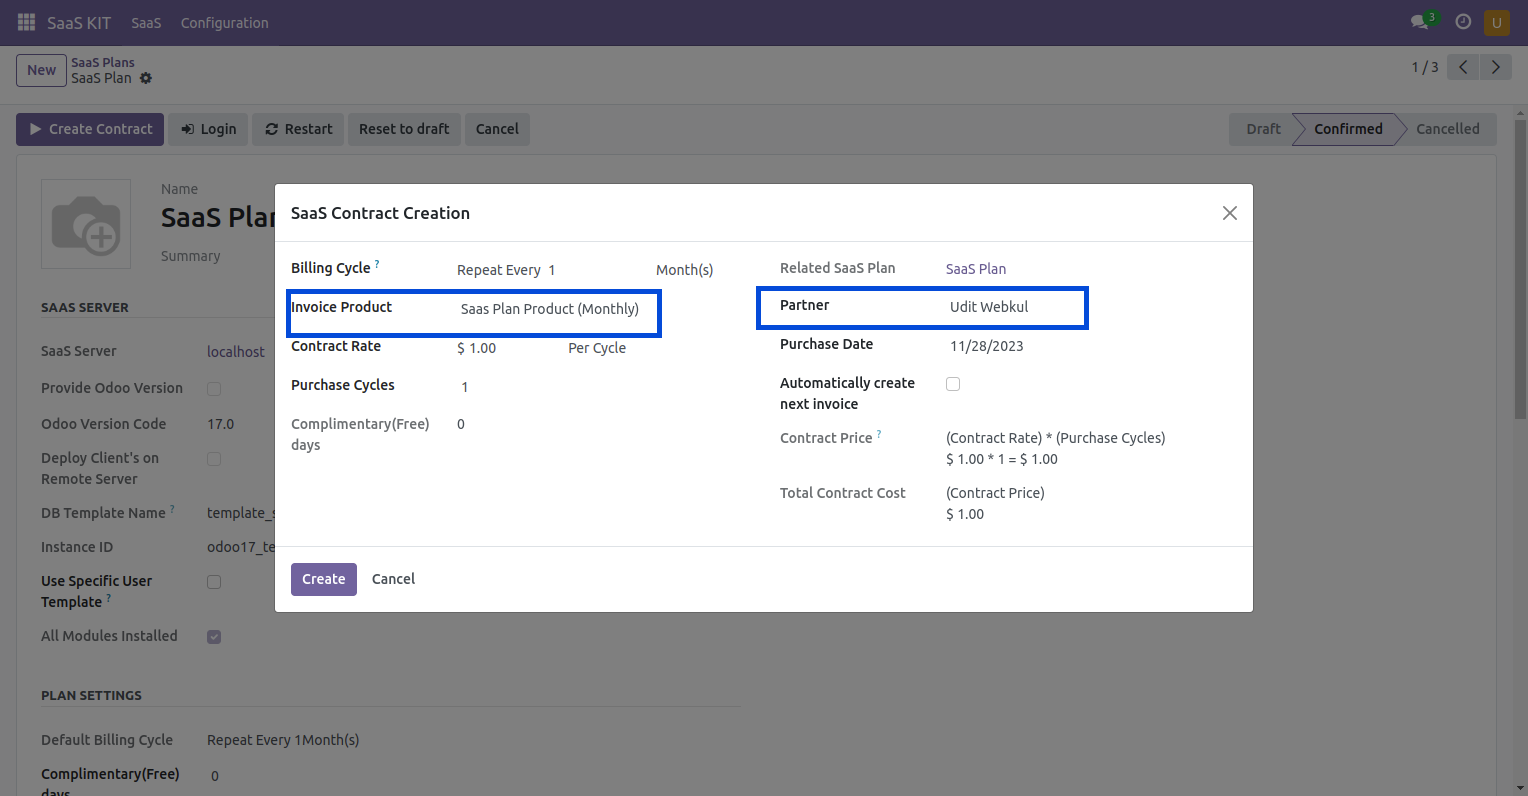 SaaS KIT SaaS Configuration 3 U
New SaaS Plans
SaaS Plan 1 / 3
Create Contract Login Restart Reset to draft Cancel Draft Confirmed Cancelled
Name
SaaS Plan
Summary
SAAS SERVER
SaaS Server localhost
Provide Odoo Version
Odoo Version Code 17.0
Deploy Client's on
Remote Server
DB Template Name ? template_s
Instance ID odoo17_te
Use Specific User
Template ?
All Modules Installed
PLAN SETTINGS
Default Billing Cycle Repeat Every 1Month(s)
Complimentary(Free) 0
days
SaaS Contract Creation
Billing Cycle ? Repeat Every 1 Month(s)
Invoice Product Saas Plan Product (Monthly)
Contract Rate $ 1.00 Per Cycle
Purchase Cycles 1
Complimentary(Free) 0
days
Related SaaS Plan SaaS Plan
Partner Udit Webkul
Purchase Date 11/28/2023
Automatically create
next invoice
Contract Price ? (Contract Rate) * (Purchase Cycles)
$ 1.00 * 1 = $ 1.00
Total Contract Cost (Contract Price)
$ 1.00
Create Cancel